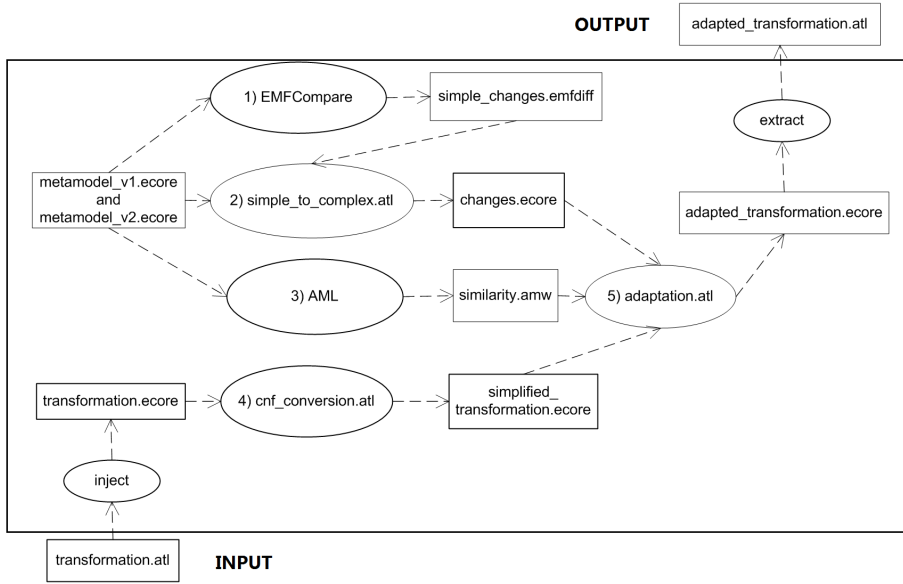 OUTPUT
adapted_transformation.atl
1) EMFCompare
simple_changes.emfdiff
extract
metamodel_v1.ecore
and
metamodel_v2.ecore
2) simple_to_complex.atl
changes.ecore
adapted_transformation.ecore
3) AML
similarity.amw
5) adaptation.atl
transformation.ecore
4) cnf_conversion.atl
simplified_
transformation.ecore
inject
transformation.atl
INPUT